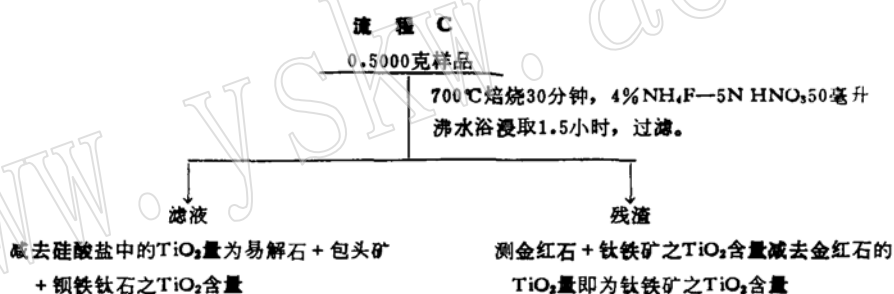 流 程 C
0.5000克样品
700℃焙烧30分钟，4%NH₄F—5N HNO₃50毫升
沸水浴浸取1.5小时，过滤。
滤液
残渣
减去硅酸盐中的TiO₂量为易解石＋包头矿
＋钡铁钛石之TiO₂含量
测金红石＋钛铁矿之TiO₂含量减去金红石的
TiO₂量即为钛铁矿之TiO₂含量
www.yskw.ac